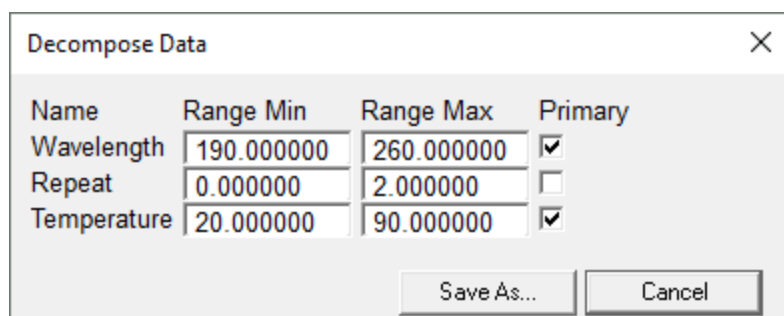 Decompose Data
Name Range Min Range Max Primary
Wavelength 190.000000 260.000000
Repeat 0.000000 2.000000
Temperature 20.000000 90.000000
Save As... Cancel